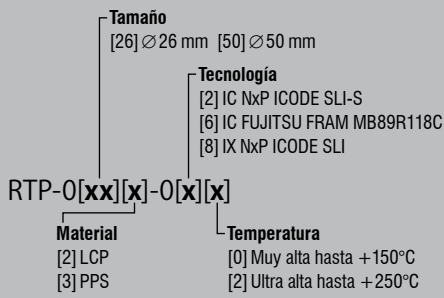 Tamaño
[26] ∅ 26 mm [50] ∅ 50 mm
Tecnología
[2] IC NxP ICODE SLI-S
[6] IC FUJITSU FRAM MB89R118C
[8] IX NxP ICODE SLI
RTP-0[xx][x]-0[x][x]
Material
[2] LCP
[3] PPS
Temperatura
[0] Muy alta hasta +150°C
[2] Ultra alta hasta +250°C